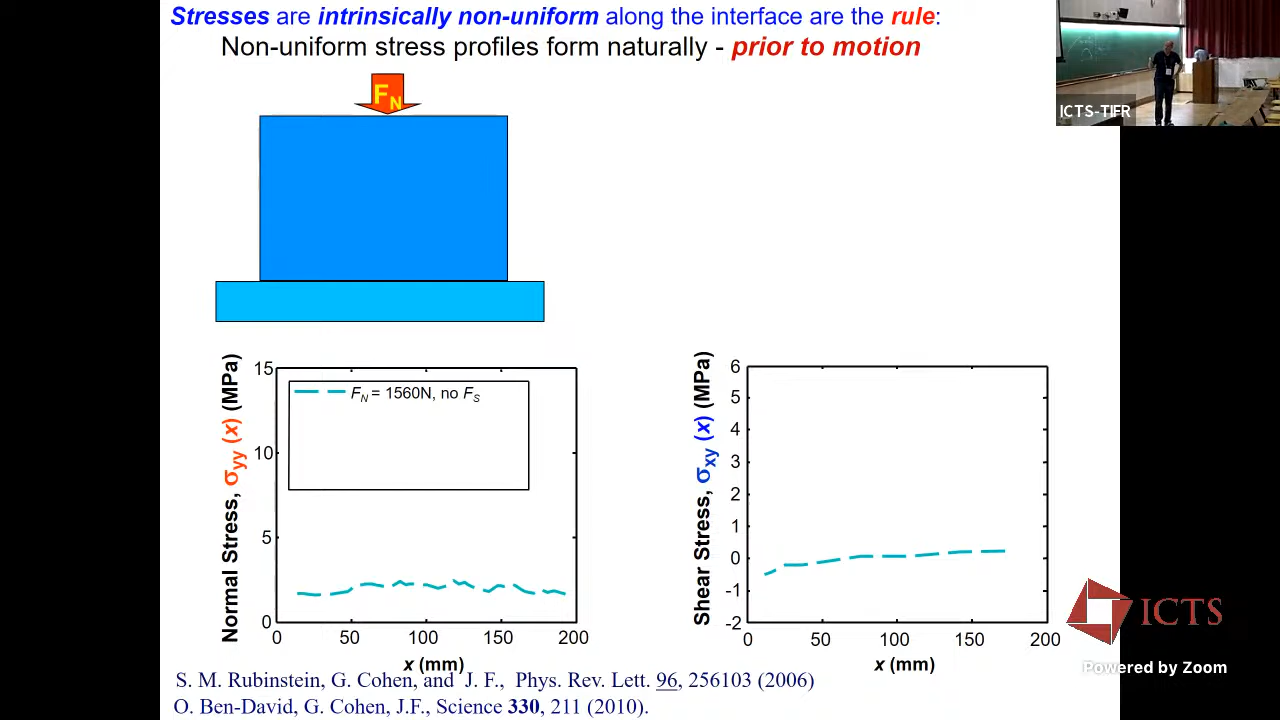 Stresses are intrinsically non-uniform along the interface are the rule:
Non-uniform stress profiles form naturally - prior to motion
ICTS-TIFR
FN
Normal Stress, σyy (x) (MPa)
15
10
5
0
FN = 1560N, no FS
0 50 100 150 200
x (mm)
Shear Stress, σxy (x) (MPa)
6
5
4
3
2
1
0
-1
-2
0 50 100 150 200
x (mm)
ICTS
Powered by Zoom
S. M. Rubinstein, G. Cohen, and J. F., Phys. Rev. Lett. 96, 256103 (2006)
O. Ben-David, G. Cohen, J.F., Science 330, 211 (2010).